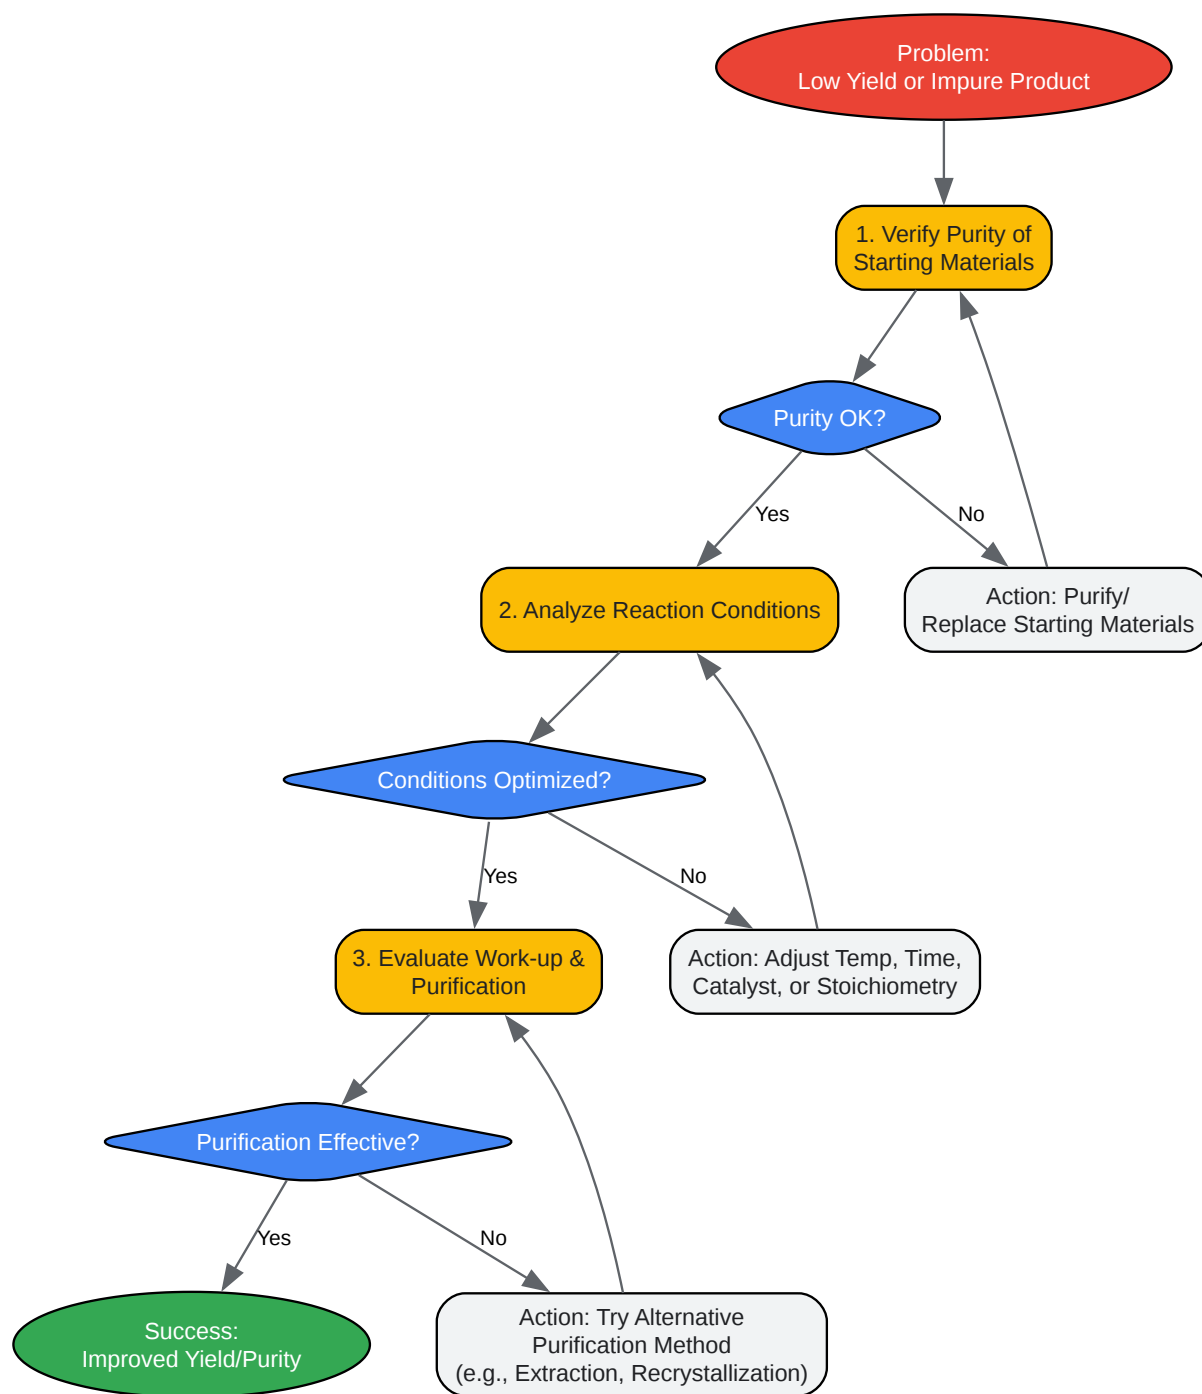 Problem:
Low Yield or Impure Product
1. Verify Purity of
Starting Materials
Purity OK?
Yes
No
2. Analyze Reaction Conditions
Action: Purify/
Replace Starting Materials
Conditions Optimized?
Yes
No
3. Evaluate Work-up &
Purification
Action: Adjust Temp, Time,
Catalyst, or Stoichiometry
Purification Effective?
Yes
No
Success:
Improved Yield/Purity
Action: Try Alternative
Purification Method
(e.g., Extraction, Recrystallization)